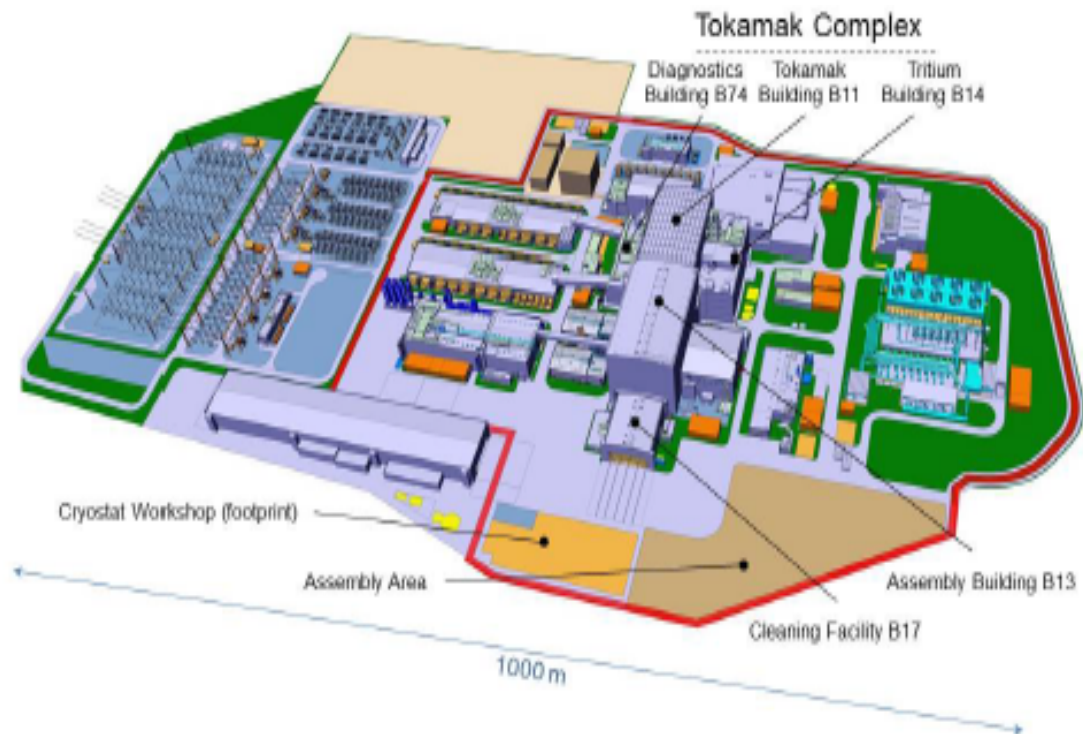 Tokamak Complex
Diagnostics
Building B74
Tokamak
Building B11
Tritium
Building B14
Cryostat Workshop (footprint)
Assembly Area
Assembly Building B13
Cleaning Facility B17
1000 m